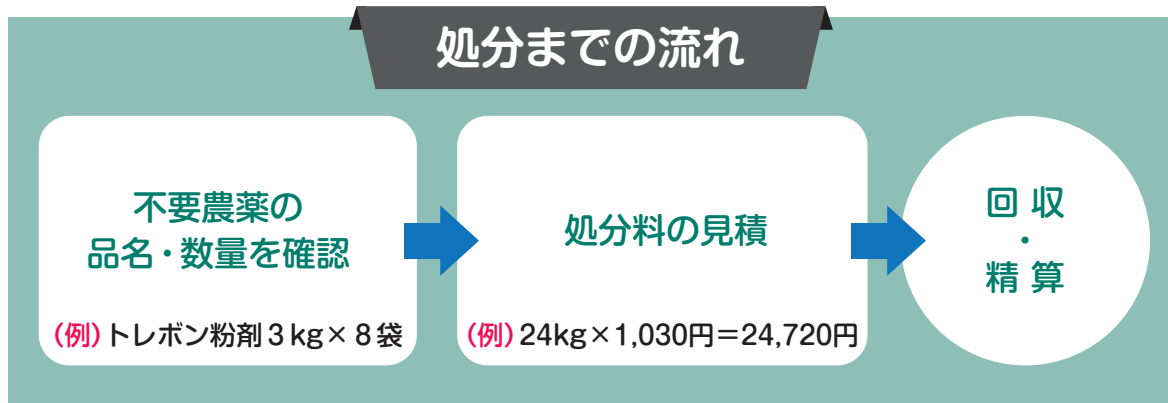 処分までの流れ
不要農薬の
品名・数量を確認
(例)トレボン粉剤3kg×8袋
処分料の見積
(例)24kg×1,030円=24,720円
回収
・
精算